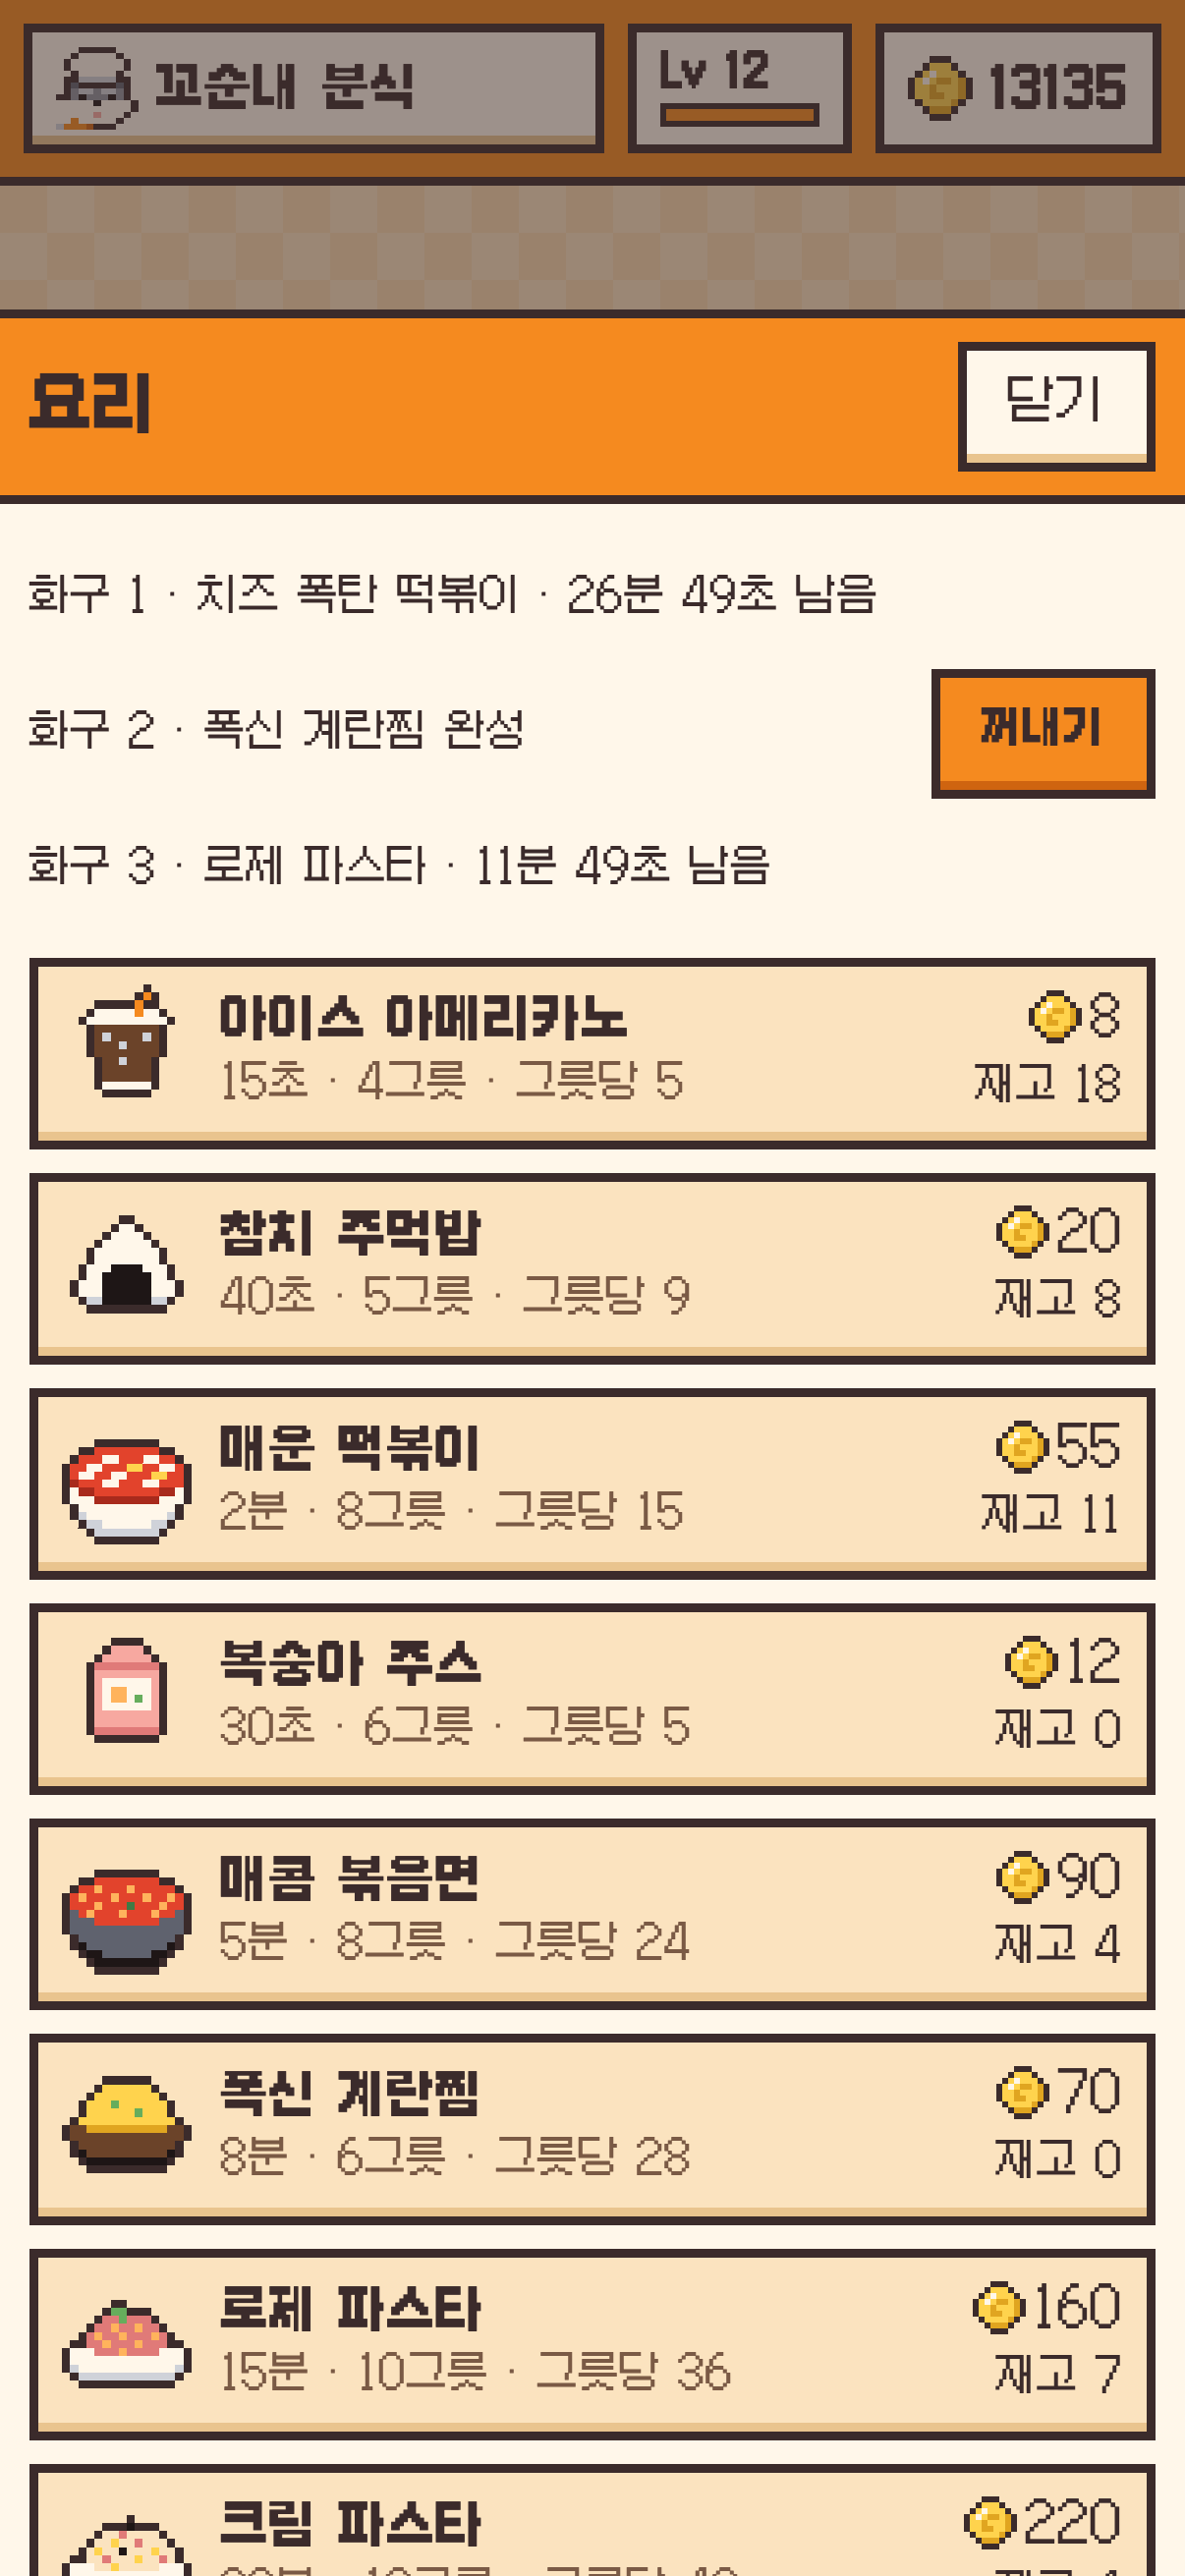 꼬순내 분식
Lv 12
13135
요리
닫기
화구 1 · 치즈 폭탄 떡볶이 · 26분 49초 남음
화구 2 · 폭신 계란찜 완성
꺼내기
화구 3 · 로제 파스타 · 11분 49초 남음
아이스 아메리카노
8
15초 · 4그릇 · 그릇당 5
재고 18
참치 주먹밥
20
40초 · 5그릇 · 그릇당 9
재고 8
매운 떡볶이
55
2분 · 8그릇 · 그릇당 15
재고 11
복숭아 주스
12
30초 · 6그릇 · 그릇당 5
재고 0
매콤 볶음면
90
5분 · 8그릇 · 그릇당 24
재고 4
폭신 계란찜
70
8분 · 6그릇 · 그릇당 28
재고 0
로제 파스타
160
15분 · 10그릇 · 그릇당 36
재고 7
크림 파스타
220